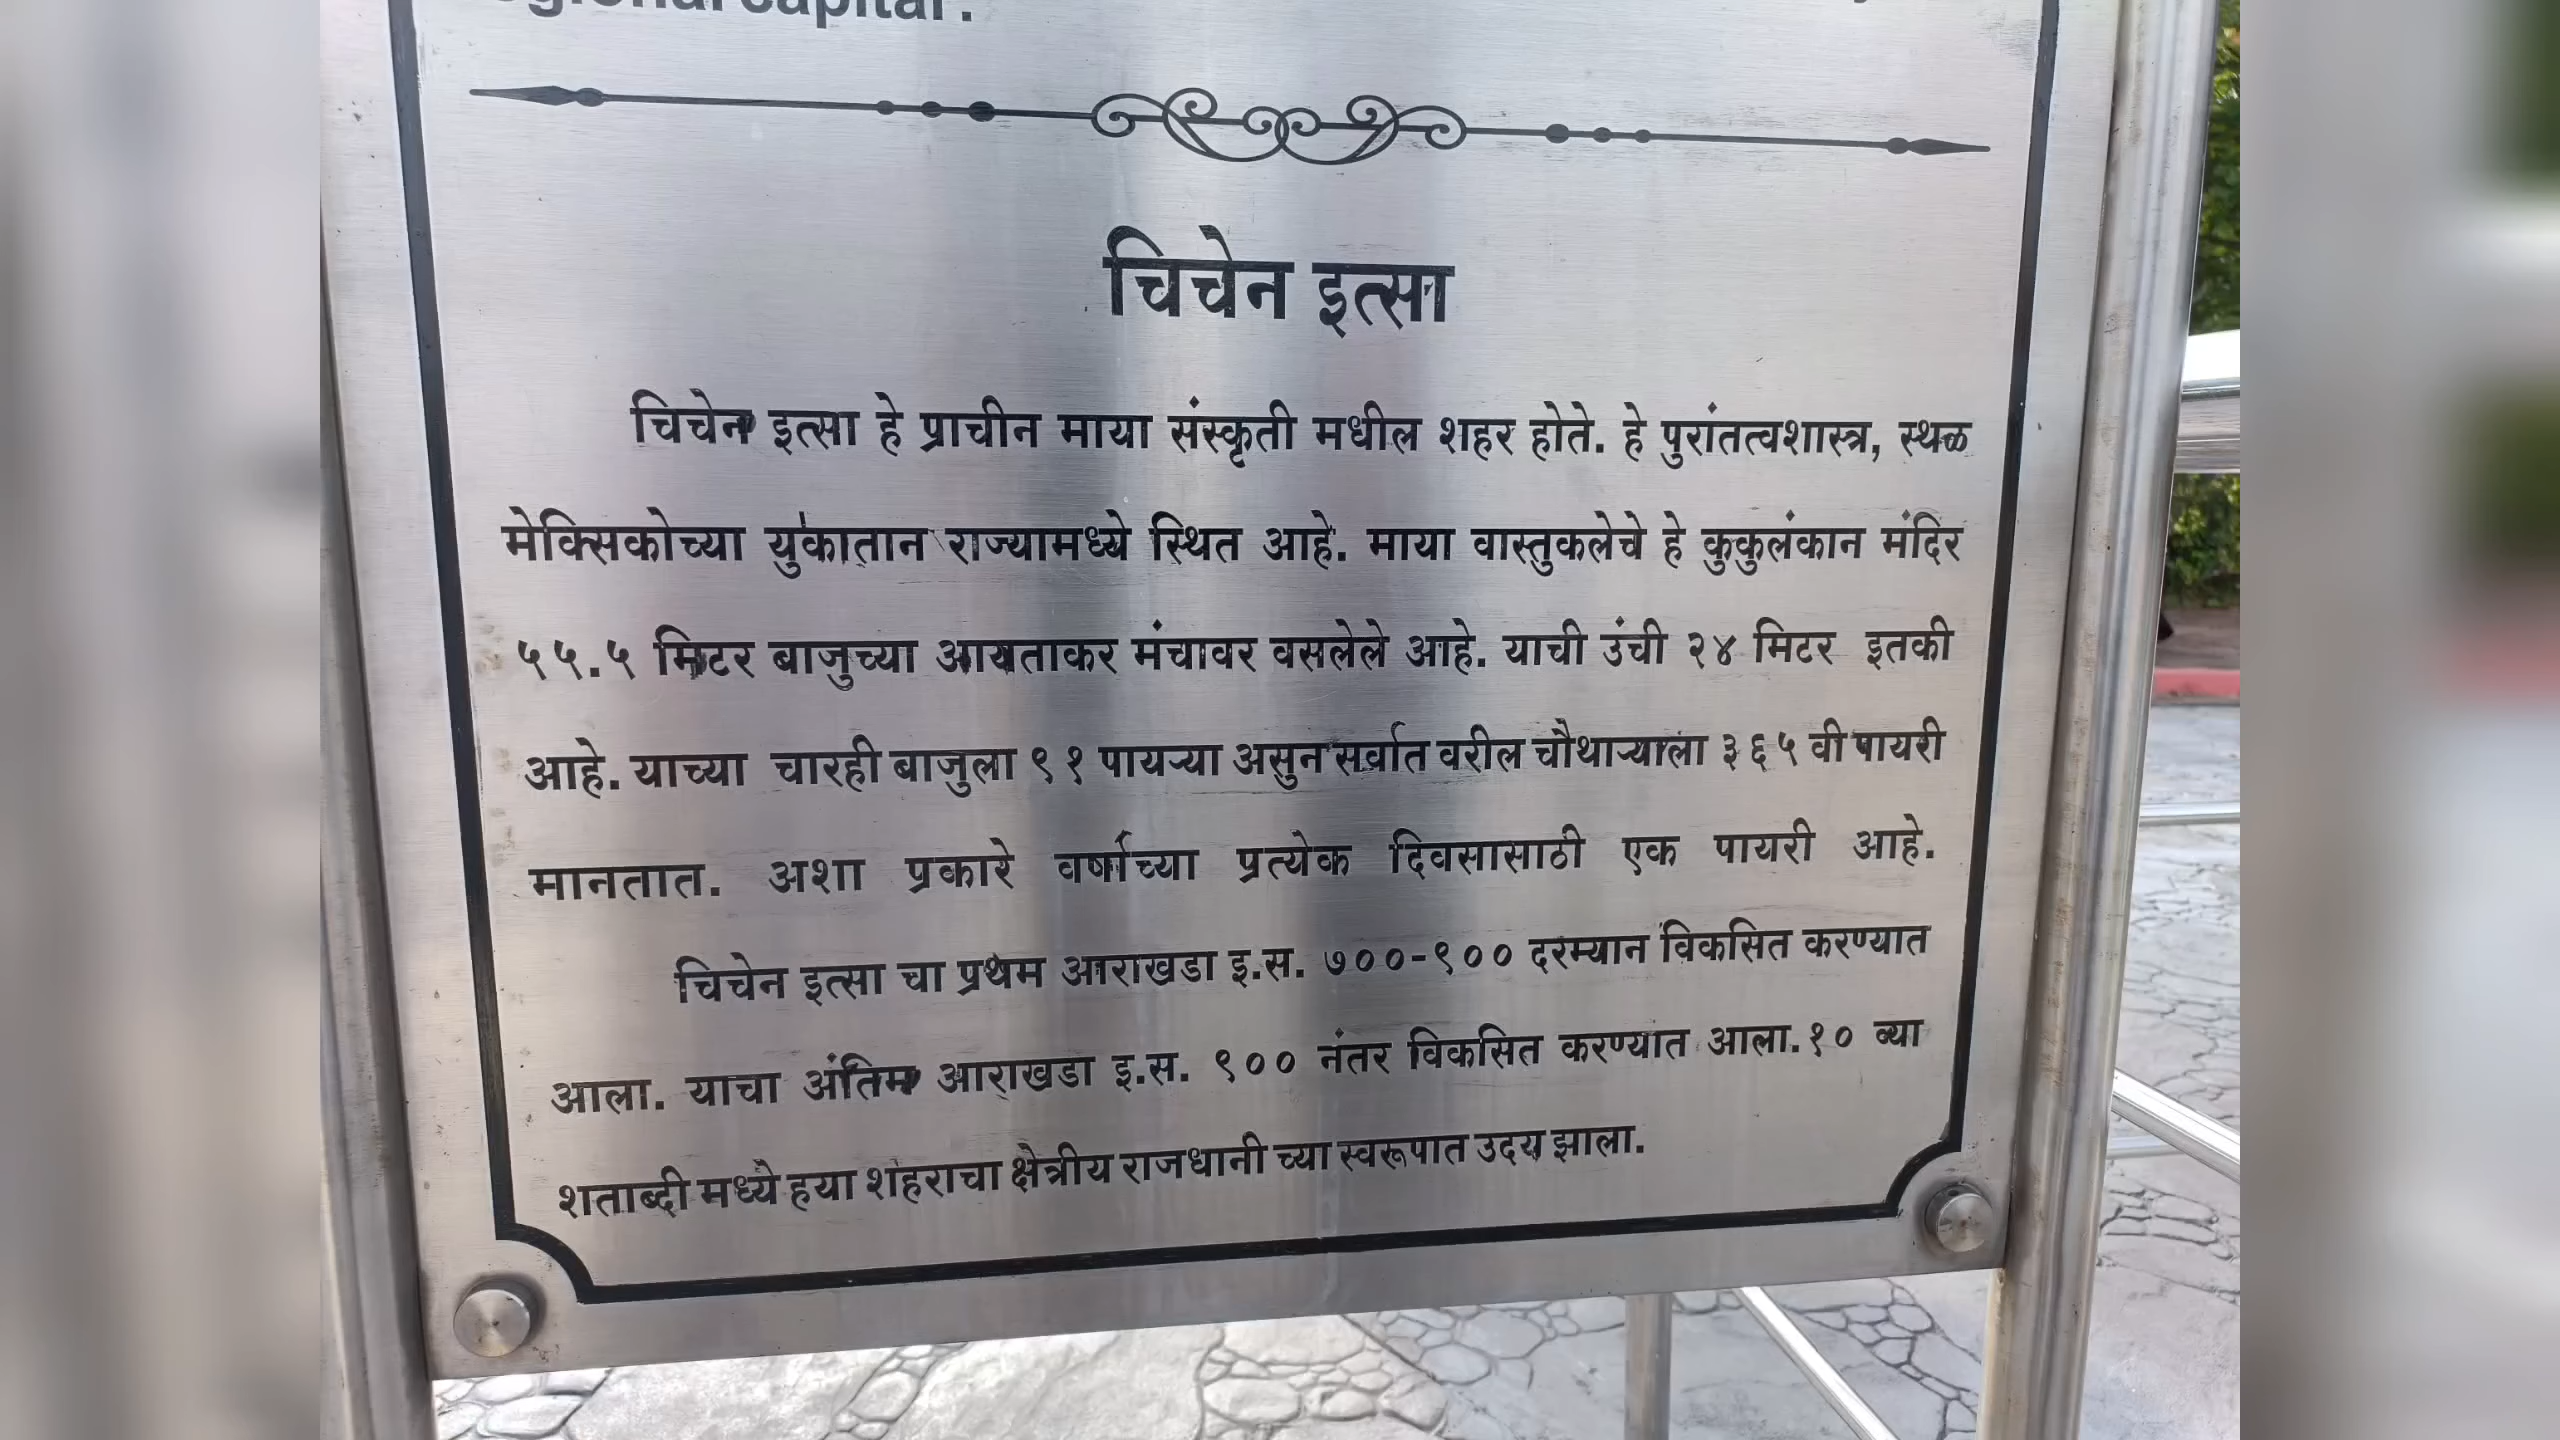 capital.
चिचेन इत्सा
चिचेन इत्सा हे प्राचीन माया संस्कृती मधील शहर होते. हे पुरांतत्वशास्त्र, स्थळ
मेक्सिकोच्या युकातान राज्यामध्ये स्थित आहे. माया वास्तुकलेचे हे कुकुलंकान मंदिर
५५.५ मिटर बाजुच्या आयताकर मंचावर वसलेले आहे. याची उंची २४ मिटर इतकी
आहे. याच्या चारही बाजुला ९१ पायऱ्या असुन सर्वात वरील चौथाऱ्याला ३६५ वी पायरी
मानतात. अशा प्रकारे वर्षाच्या प्रत्येक दिवसासाठी एक पायरी आहे.
चिचेन इत्सा चा प्रथम आराखडा इ.स. ७००-९०० दरम्यान विकसित करण्यात
आला. याचा अंतिम आराखडा इ.स. ९०० नंतर विकसित करण्यात आला. १० व्या
शताब्दी मध्ये हया शहराचा क्षेत्रीय राजधानी च्या स्वरूपात उदय झाला.